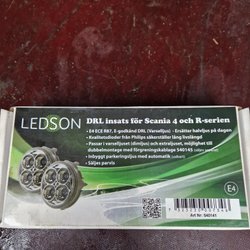 LEDSON
DRL insats för Scania 4 och R-serien
• E4 ECE R87, E-godkänd DRL (Varselljus) - Ersätter halvljus på dagen
• Kvalitetsdioder från Philips säkerställer lång livslängd
• Passar i varselljuset (dimljus) och extraljuset, möjlighet till
dubbelmontage med förgreningskablage 540145
• Inbyggt parkeringsljus med automatik
• Säljes parvis
E4
Art Nr: 540141